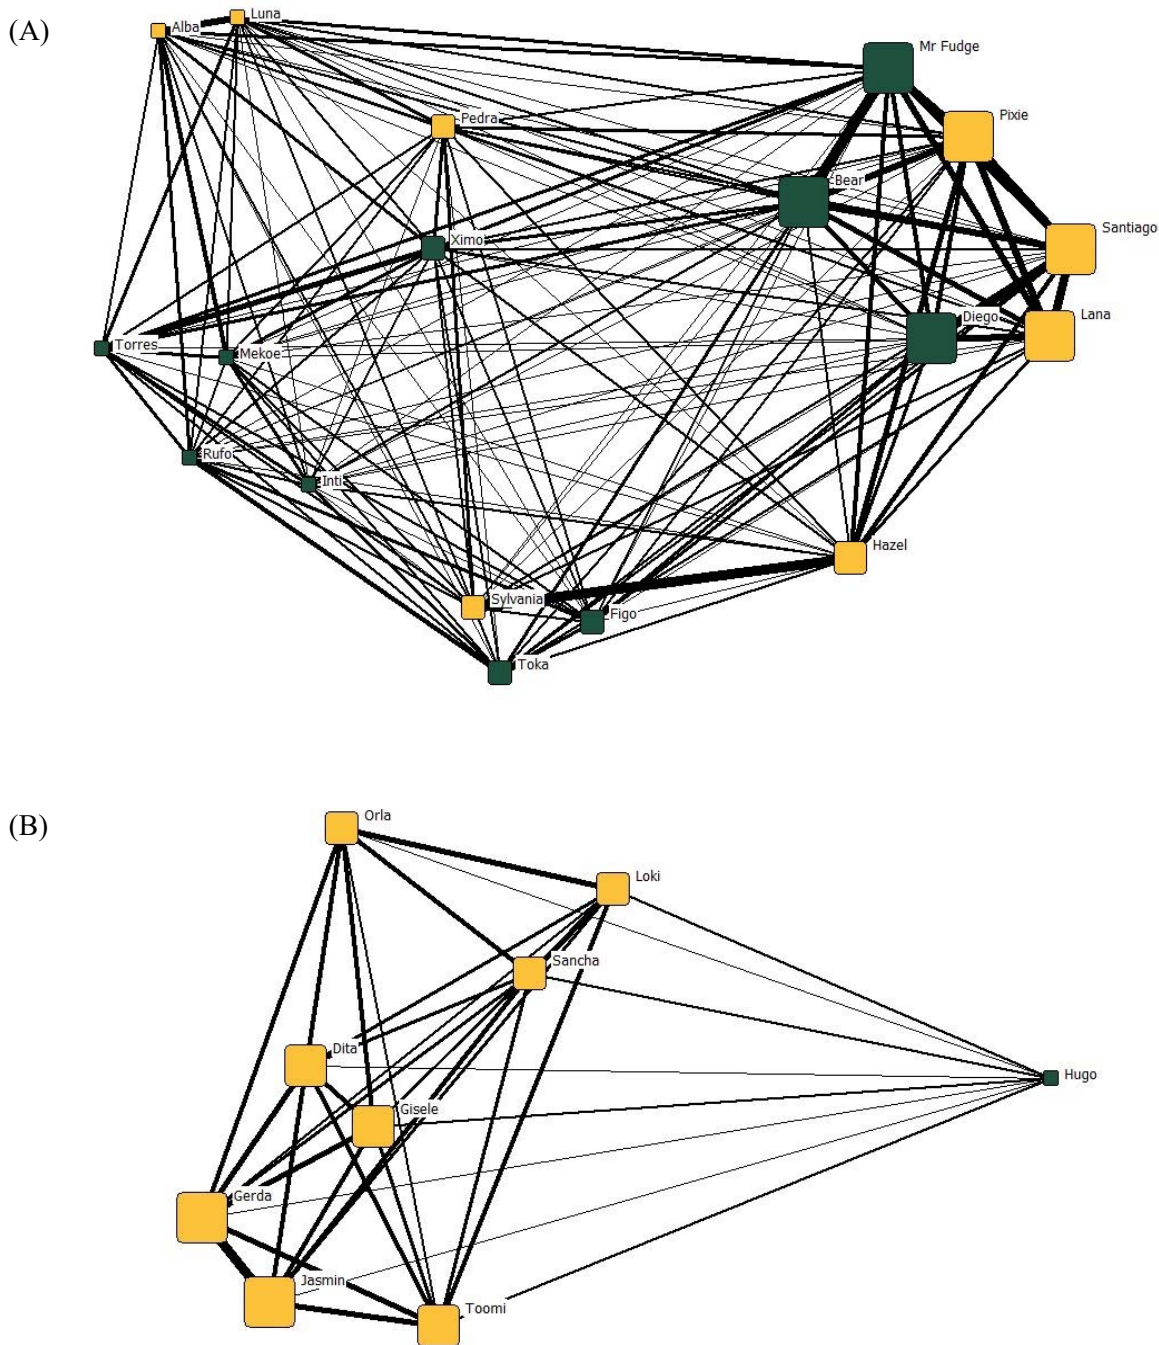 (A)
Luna
Alba
Mr Fudge
Pixie
Pedra
Bear
Santiago
Ximo
Lana
Diego
Torres
Mekoe
Rufo
Inti
Hazel
Sylvania
Figo
Toka
(B)
Orla
Loki
Sancha
Dita
Hugo
Gisele
Gerda
Jasmin
Toomi